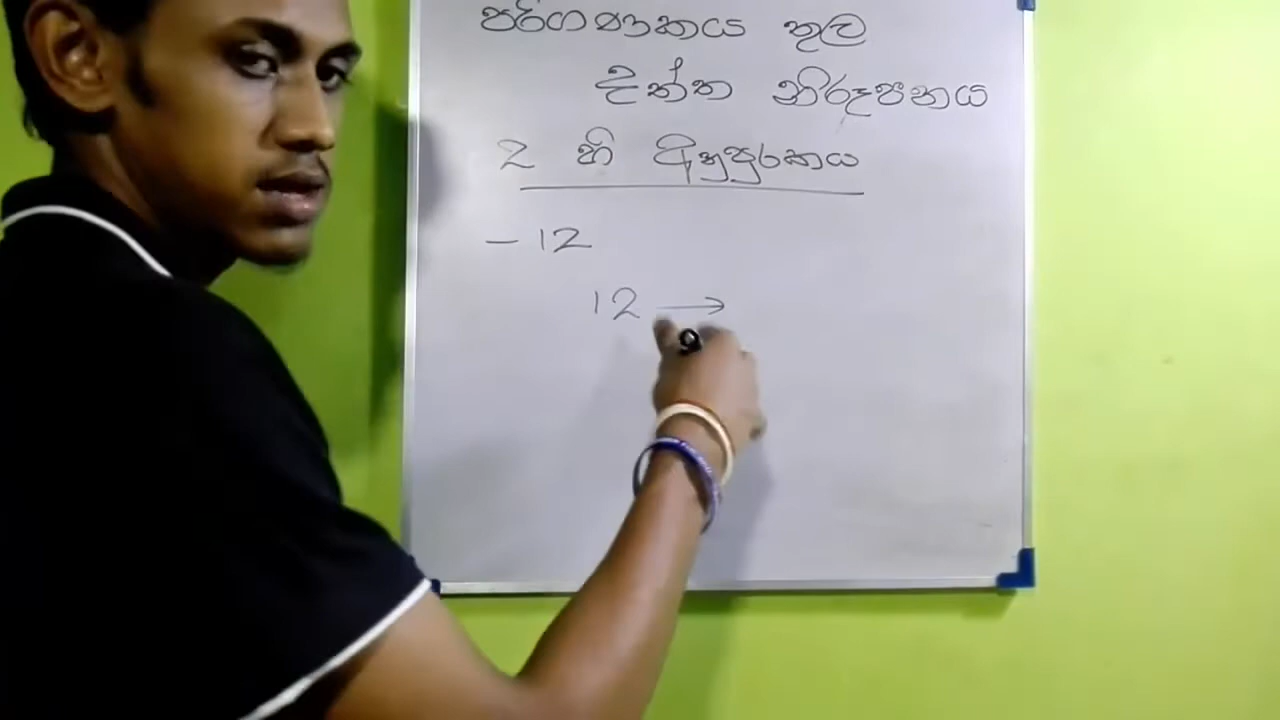 පරිගණකය තුල
දත්ත නිරූපනය
2 හි අනුපුරකය
- 12
12 →